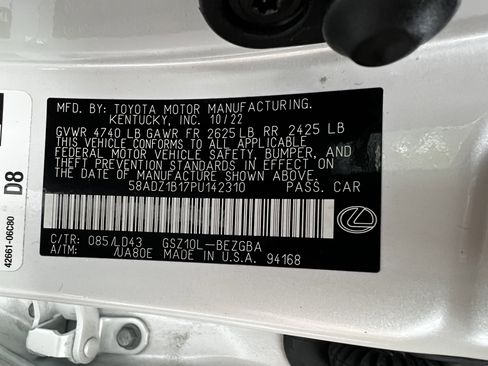 MFD. BY: TOYOTA MOTOR MANUFACTURING.
KENTUCKY, INC. 10/22
GVWR 4740 LB GAWR FR 2625 LB RR 2425 LB
THIS VEHICLE CONFORMS TO ALL APPLICABLE
FEDERAL MOTOR VEHICLE SAFETY, BUMPER, AND
THEFT PREVENTION STANDARDS IN EFFECT ON
THE DATE OF MANUFACTURE SHOWN ABOVE.
58ADZ1B17PU142310 PASS. CAR
C/TR: 085/LD43 GSZ10L-BEZGBA
A/TM: /UA80E MADE IN U.S.A. 94168
D8
42661-06C80